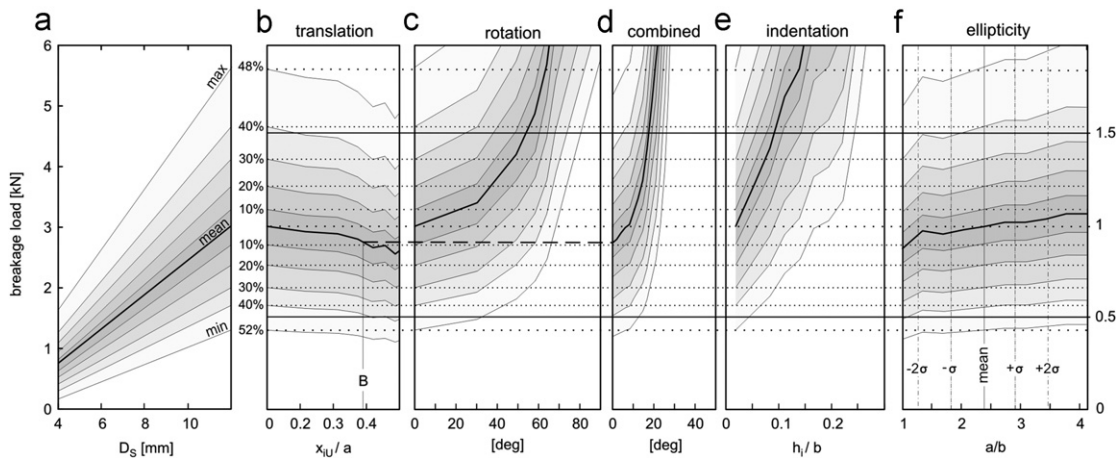 a b c d e f
translation rotation combined indentation ellipticity
6
5
4
3
2
1
0
breakage load [kN]
max
mean
min
4 6 8 10 12
D_S [mm]
48%
40%
30%
20%
10%
10%
20%
30%
40%
52%
B
0 0.2 0.4
x_iU / a
0 20 40 60 80
[deg]
0 20 40
[deg]
0 0.1 0.2
h_i / b
-2σ -σ mean +σ +2σ
1 2 3 4
a/b
1.5
1
0.5
0